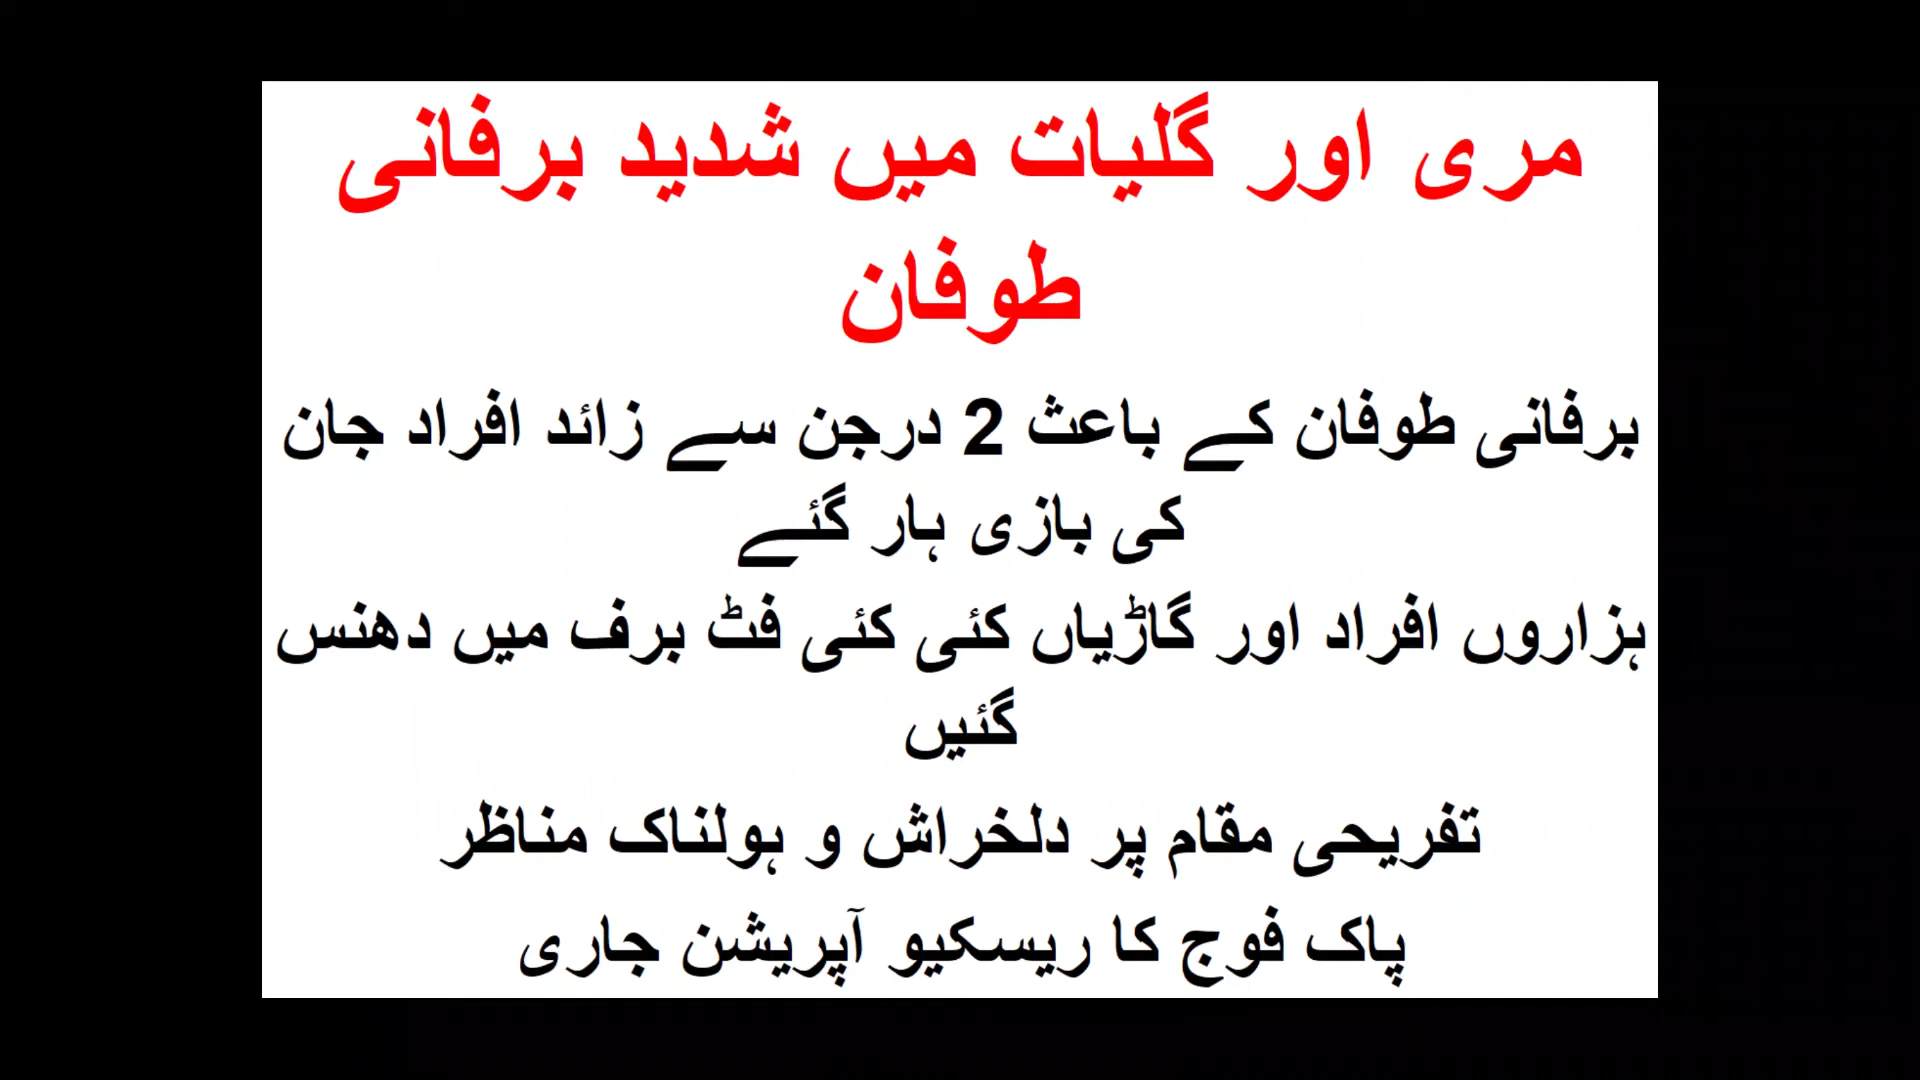 مری اور گلیات میں شدید برفانی
طوفان
برفانی طوفان کے باعث 2 درجن سے زائد افراد جان
کی بازی ہار گئے
ہزاروں افراد اور گاڑیاں کئی کئی فٹ برف میں دھنس
گئیں
تفریحی مقام پر دلخراش و ہولناک مناظر
پاک فوج کا ریسکیو آپریشن جاری